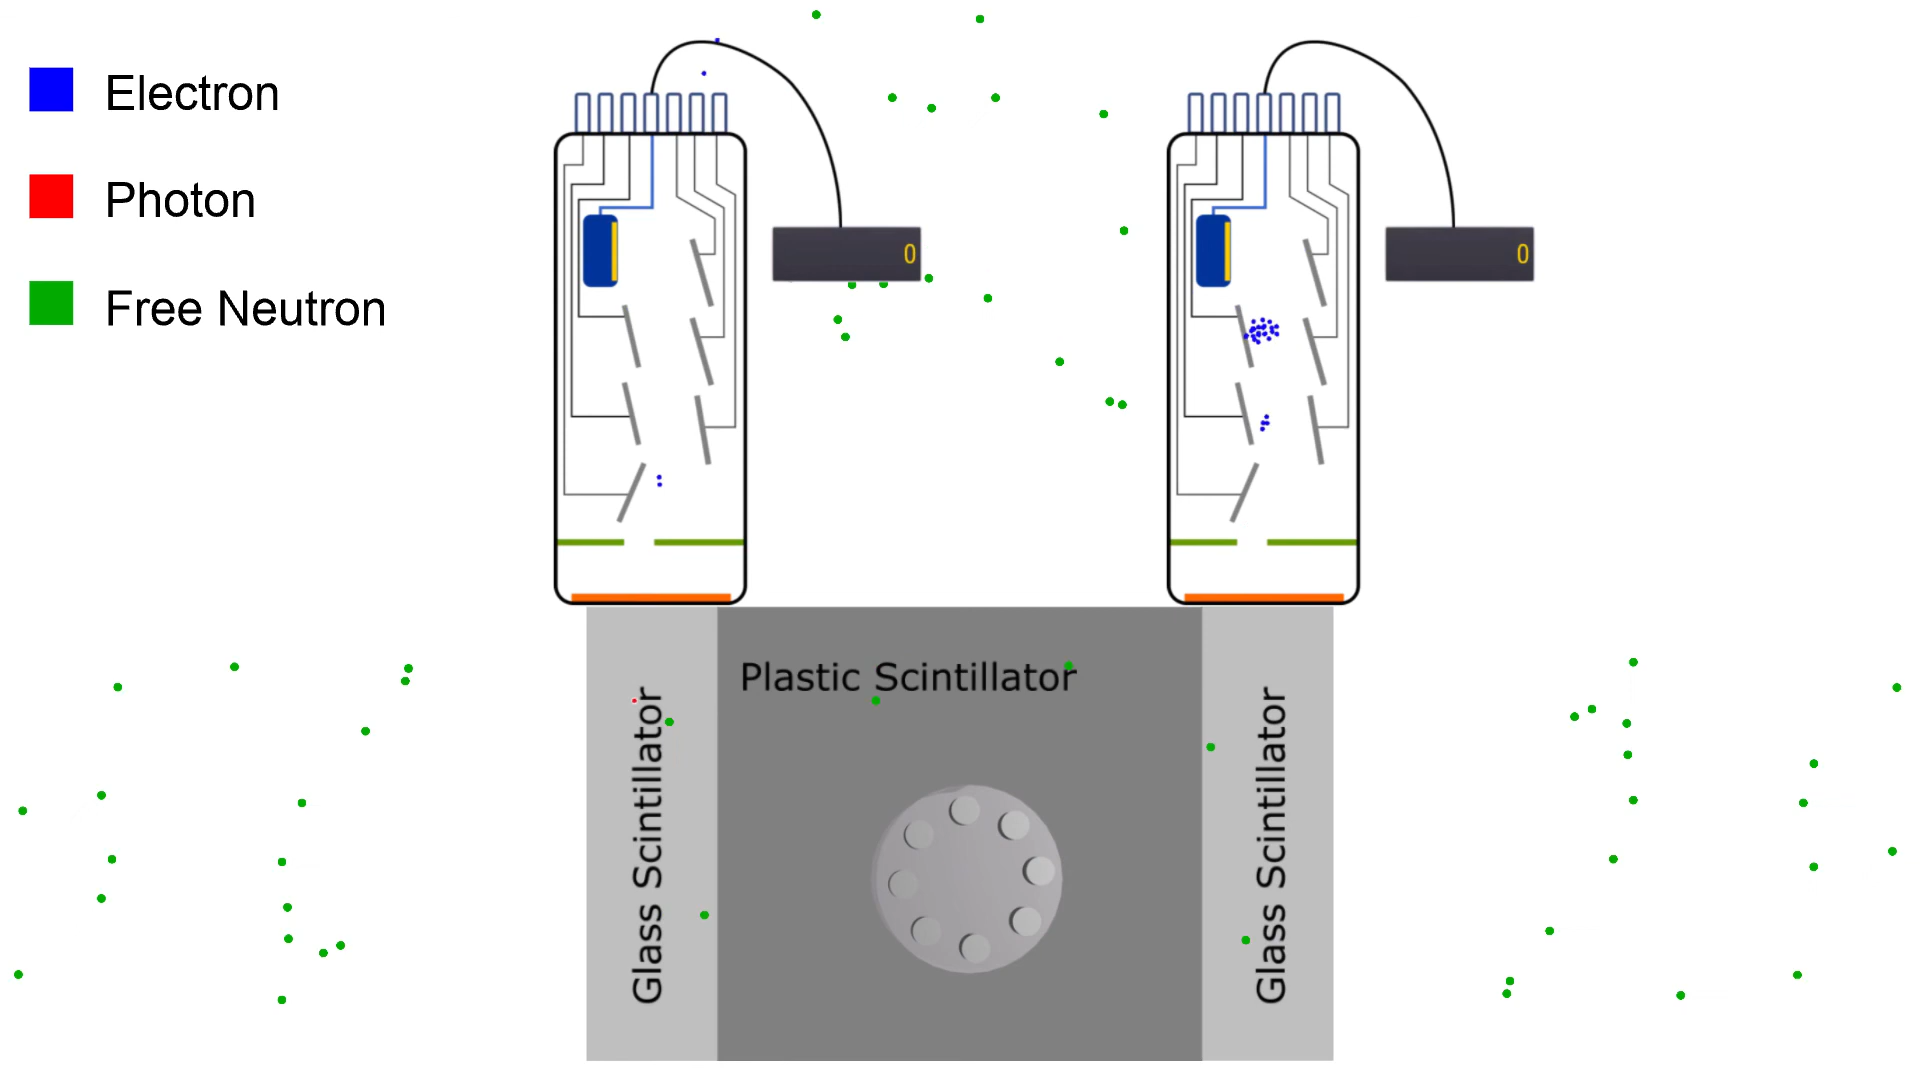 Electron
Photon
Free Neutron
0
0
Plastic Scintillator
Glass Scintillator
Glass Scintillator